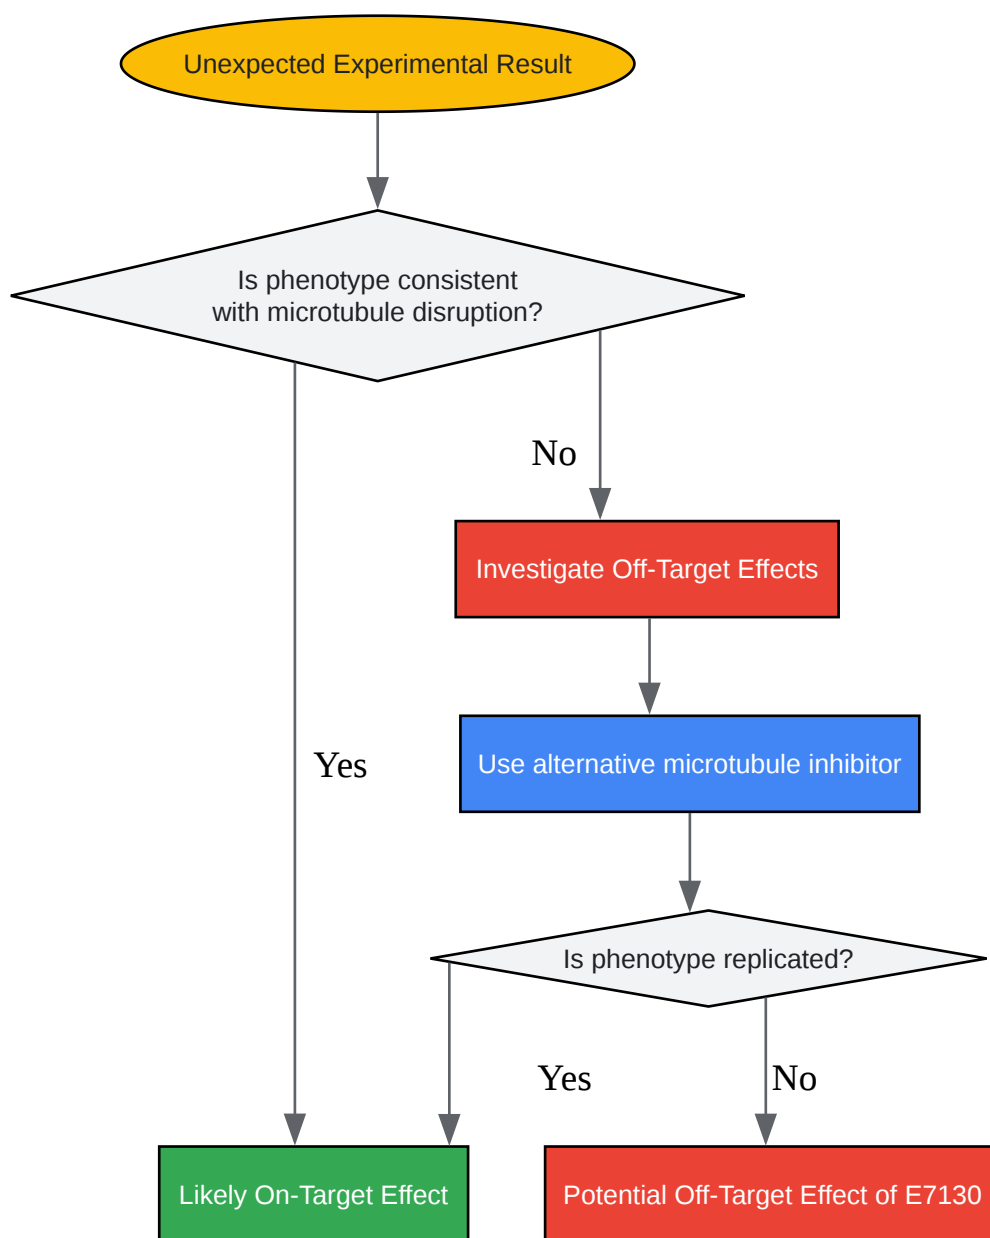 Unexpected Experimental Result
Is phenotype consistent
with microtubule disruption?
No
Investigate Off-Target Effects
Yes
Use alternative microtubule inhibitor
Is phenotype replicated?
Yes
No
Likely On-Target Effect
Potential Off-Target Effect of E7130